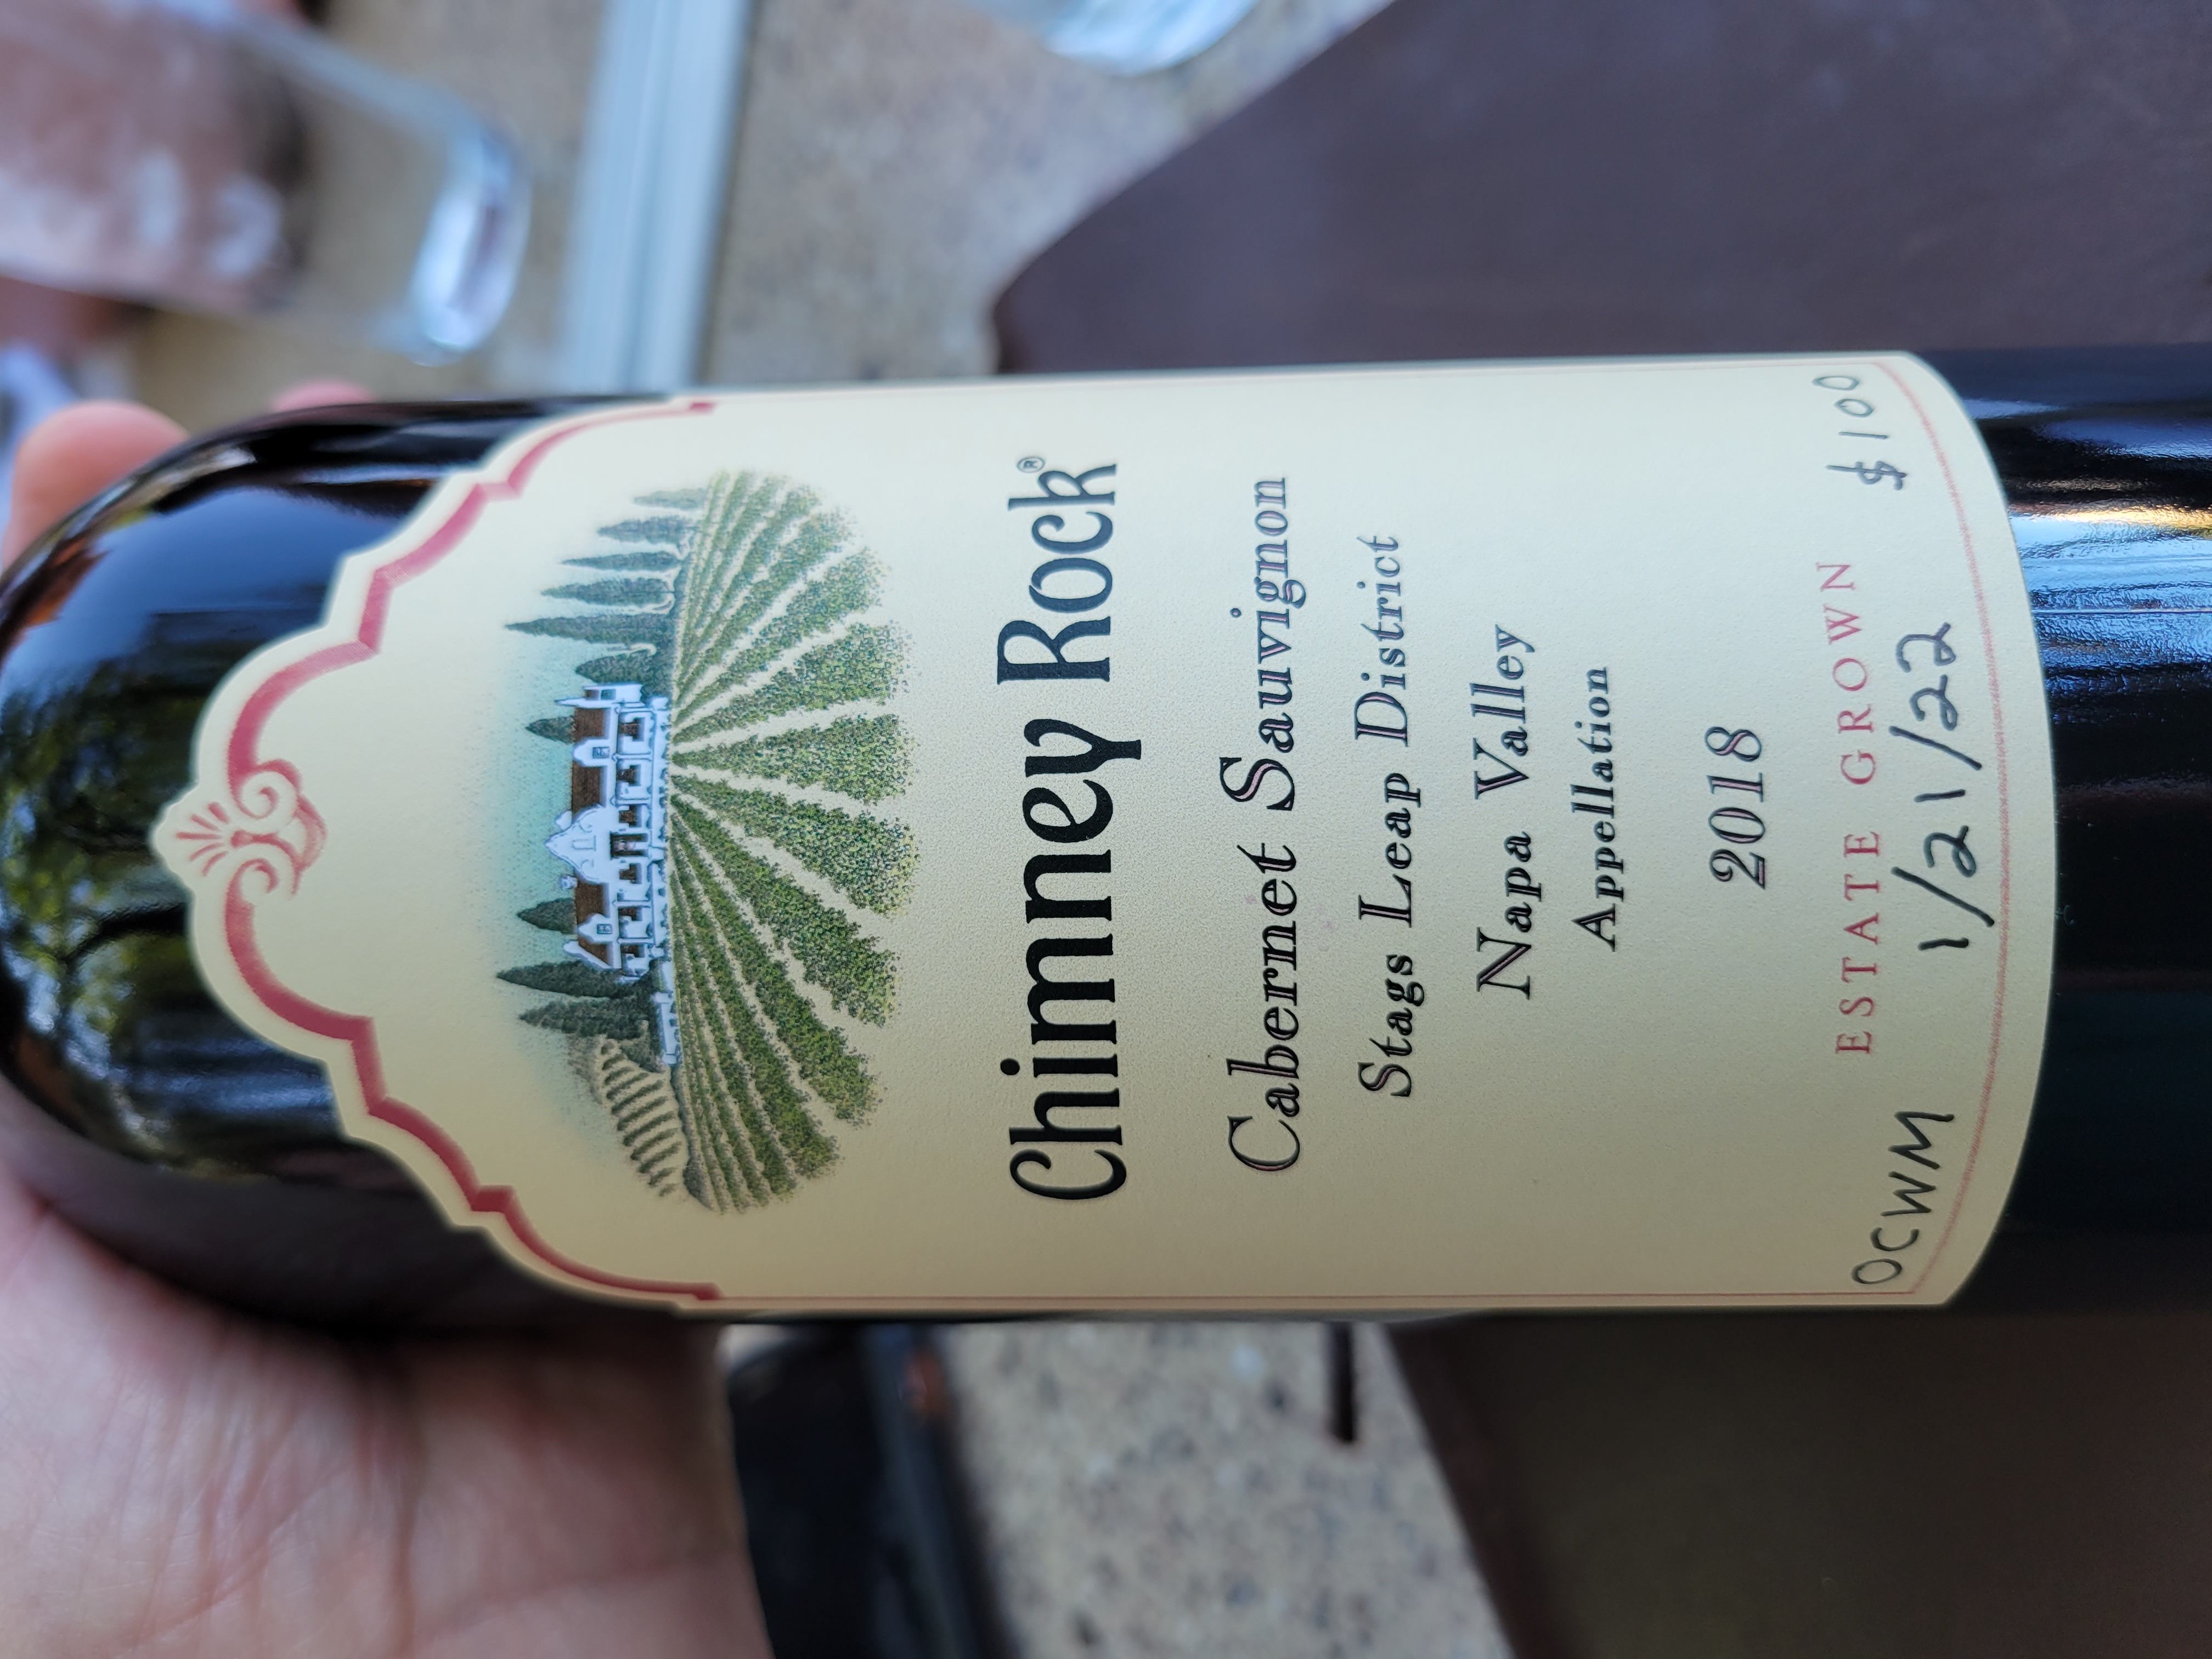 Chimney Rock®
Cabernet Sauvignon
Stags Leap District
Napa Valley
Appellation
2018
ESTATE GROWN
OCWM 1/21/22 $100